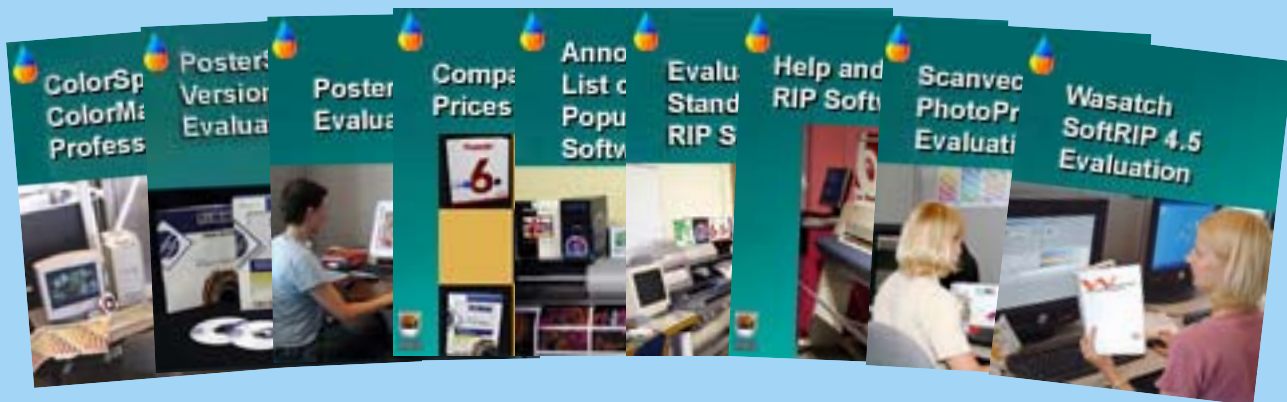 ColorSp
ColorMa
Profess
PosterS
Version
Evalua
Poster
Evalua
Compa
Prices
6
Anno
List o
Popu
Softw
Evalu
Stand
RIP S
Help and
RIP Softw
Scanvec
PhotoPr
Evaluati
Wasatch
SoftRIP 4.5
Evaluation